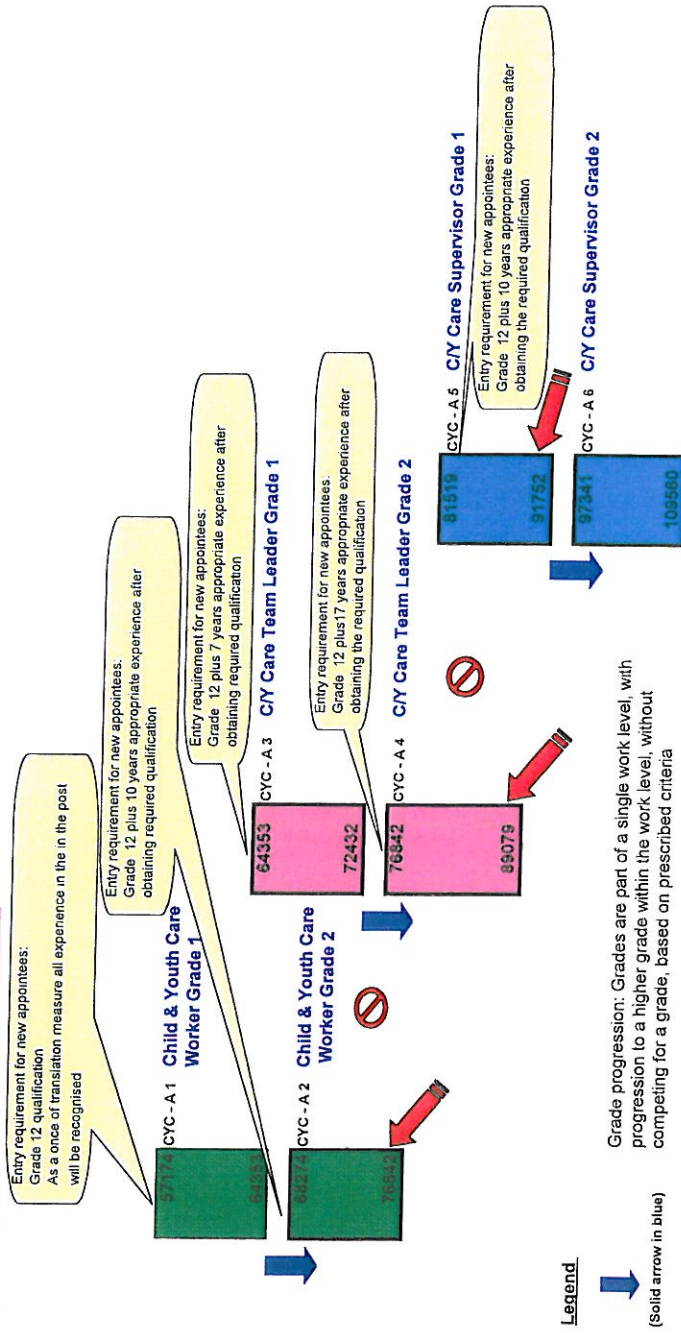 Entry requirement for new appointees:
Grade 12 qualification
As a once of translation measure all experience in the in the post
will be recognised
57174
64353
CYC - A 1 Child & Youth Care
Worker Grade 1
Entry requirement for new appointees:
Grade 12 plus 10 years appropriate experience after
obtaining required qualification
68274
76842
CYC - A 2 Child & Youth Care
Worker Grade 2
Entry requirement for new appointees:
Grade 12 plus 7 years appropriate experience after
obtaining required qualification
64353
72432
CYC - A 3 C/Y Care Team Leader Grade 1
Entry requirement for new appointees:
Grade 12 plus17 years appropriate experience after
obtaining the required qualification
76842
89079
CYC - A 4 C/Y Care Team Leader Grade 2
81519
91752
CYC - A 5 C/Y Care Supervisor Grade 1
Entry requirement for new appointees:
Grade 12 plus 10 years appropriate experience after
obtaining the required qualification
97341
109560
CYC - A 6 C/Y Care Supervisor Grade 2
Legend
(Solid arrow in blue)
Grade progression: Grades are part of a single work level, with
progression to a higher grade within the work level, without
competing for a grade, based on prescribed criteria